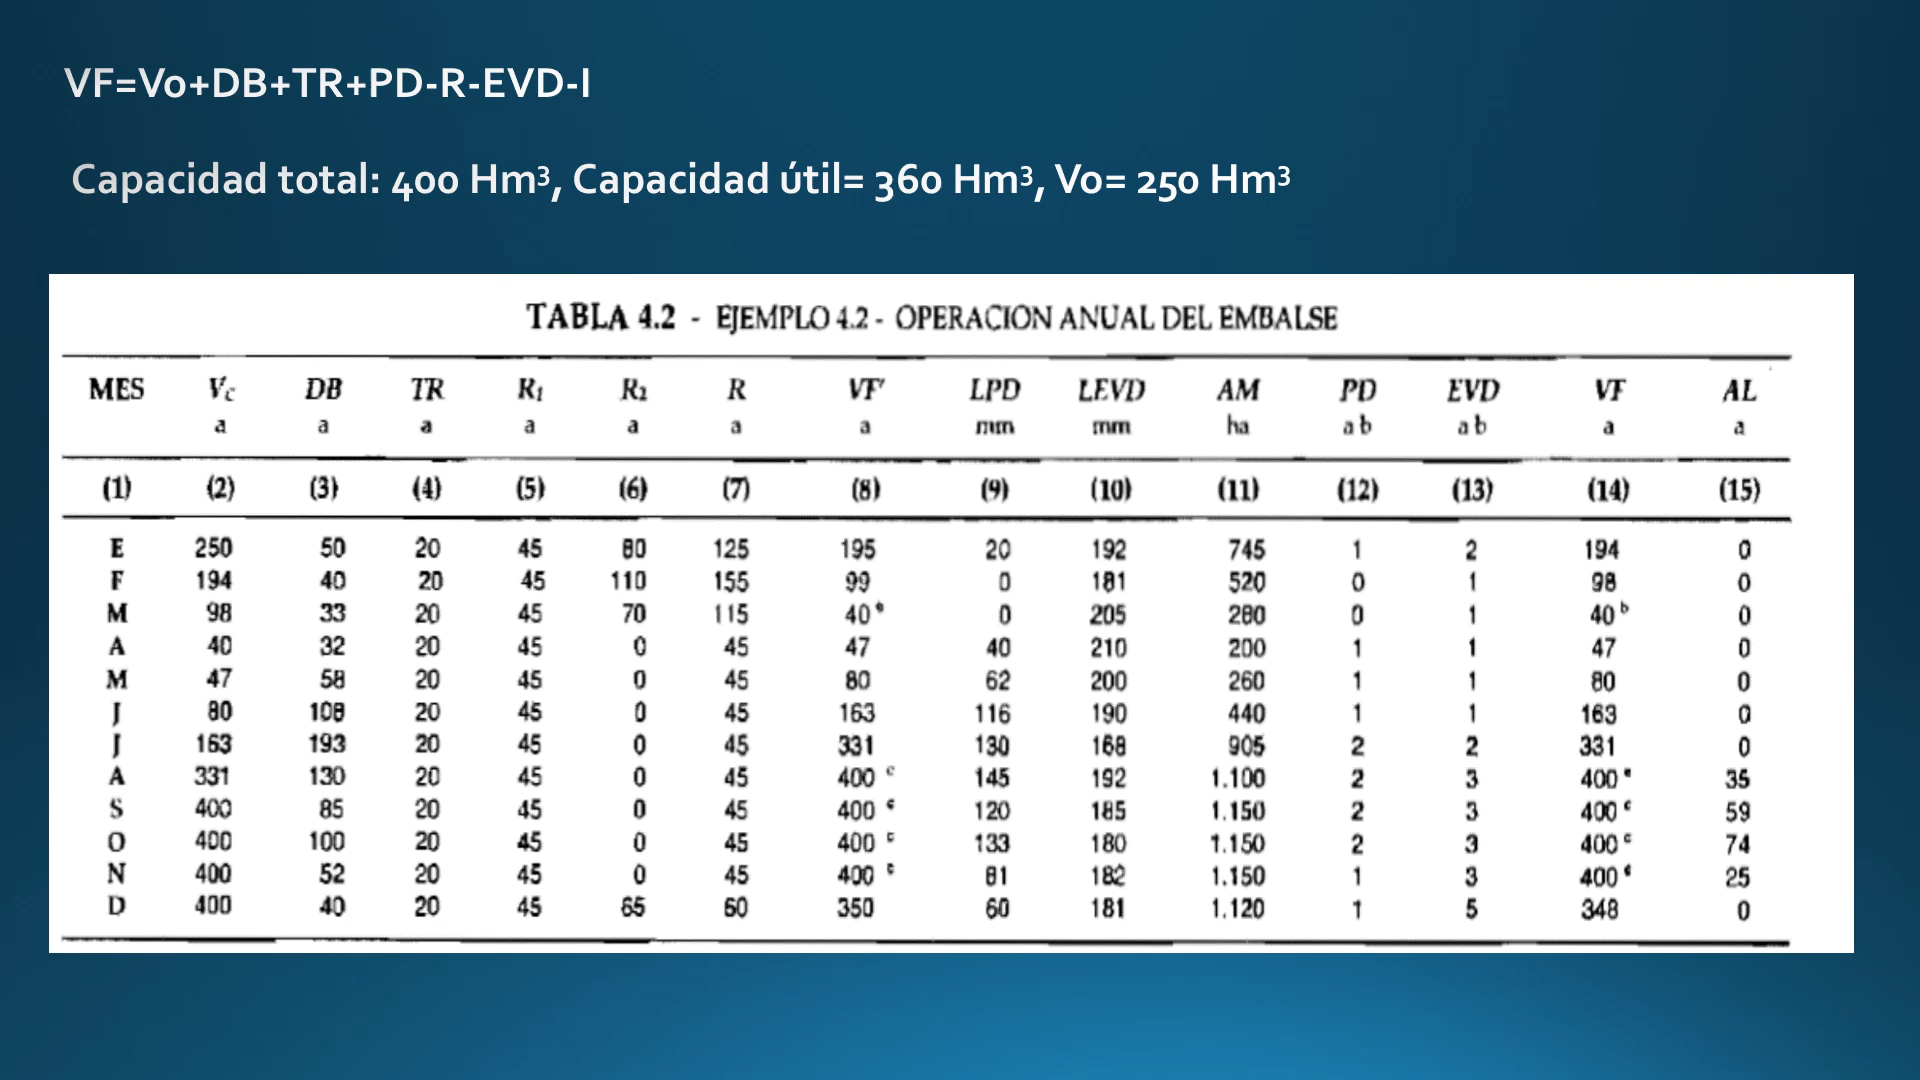 VF=Vo+DB+TR+PD-R-EVD-I
Capacidad total: 400 Hm³, Capacidad útil= 360 Hm³, Vo= 250 Hm³
TABLA 4.2 - EJEMPLO 4.2 - OPERACION ANUAL DEL EMBALSE
MES Vc DB TR R1 R2 R VF' LPD LEVD AM PD EVD VF AL
a a a a a a a mm mm ha a b a b a a
(1) (2) (3) (4) (5) (6) (7) (8) (9) (10) (11) (12) (13) (14) (15)
E 250 50 20 45 80 125 195 20 192 745 1 2 194 0
F 194 40 20 45 110 155 99 0 181 520 0 1 98 0
M 98 33 20 45 70 115 40 0 205 280 0 1 40 b 0
A 40 32 20 45 0 45 47 40 210 200 1 1 47 0
M 47 58 20 45 0 45 80 62 200 260 1 1 80 0
J 80 108 20 45 0 45 163 116 190 440 1 1 163 0
J 163 193 20 45 0 45 331 130 168 905 2 2 331 0
A 331 130 20 45 0 45 400 c 145 192 1.100 2 3 400 35
S 400 85 20 45 0 45 400 c 120 185 1.150 2 3 400 c 59
O 400 100 20 45 0 45 400 c 133 180 1.150 2 3 400 c 74
N 400 52 20 45 0 45 400 c 81 182 1.150 1 3 400 25
D 400 40 20 45 65 60 350 60 181 1.120 1 5 348 0